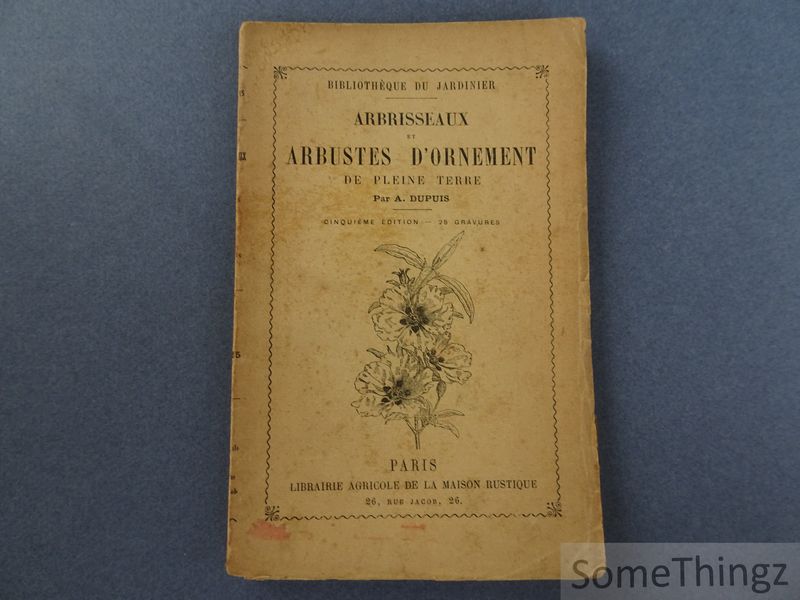 BIBLIOTHÈQUE DU JARDINIER
ARBRISSEAUX
ET
ARBUSTES D'ORNEMENT
DE PLEINE TERRE
Par A. DUPUIS
CINQUIÈME ÉDITION — 25 GRAVURES
PARIS
LIBRAIRIE AGRICOLE DE LA MAISON RUSTIQUE
26, RUE JACOB, 26.
SomeThingz